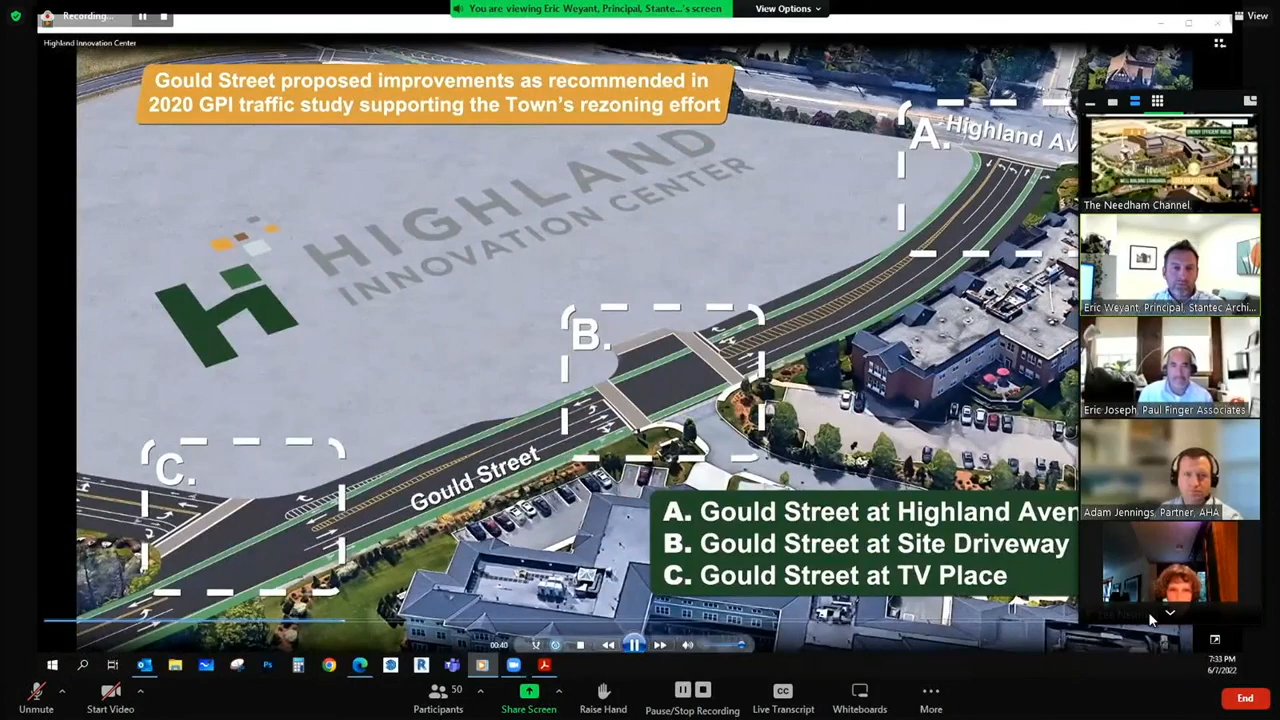 Recording...
You are viewing Eric Weyant, Principal, Stante...'s screen
View Options
View
Highland Innovation Center
Gould Street proposed improvements as recommended in
2020 GPI traffic study supporting the Town's rezoning effort
HIGHLAND
INNOVATION CENTER
A.
Highland Av
B.
C.
Gould Street
A. Gould Street at Highland Aven
B. Gould Street at Site Driveway
C. Gould Street at TV Place
The Needham Channel
Eric Weyant, Principal, Stantec Archi...
Eric Joseph, Paul Finger Associates
Adam Jennings, Partner, AHA
00:40
7:33 PM
6/7/2022
Unmute
Start Video
Participants
50
Share Screen
Raise Hand
Pause/Stop Recording
CC
Live Transcript
Whiteboards
More
End